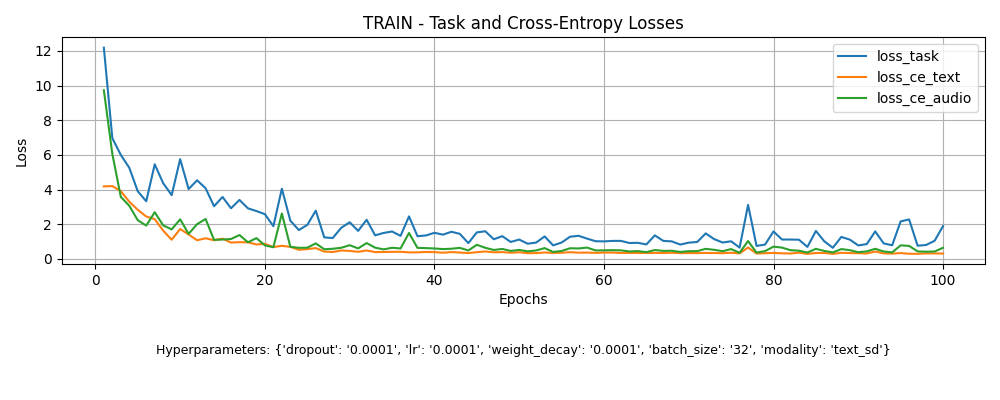 TRAIN - Task and Cross-Entropy Losses
12
10
8
6
4
2
0
Loss
loss_task
loss_ce_text
loss_ce_audio
0 20 40 60 80 100
Epochs
Hyperparameters: {'dropout': '0.0001', 'lr': '0.0001', 'weight_decay': '0.0001', 'batch_size': '32', 'modality': 'text_sd'}